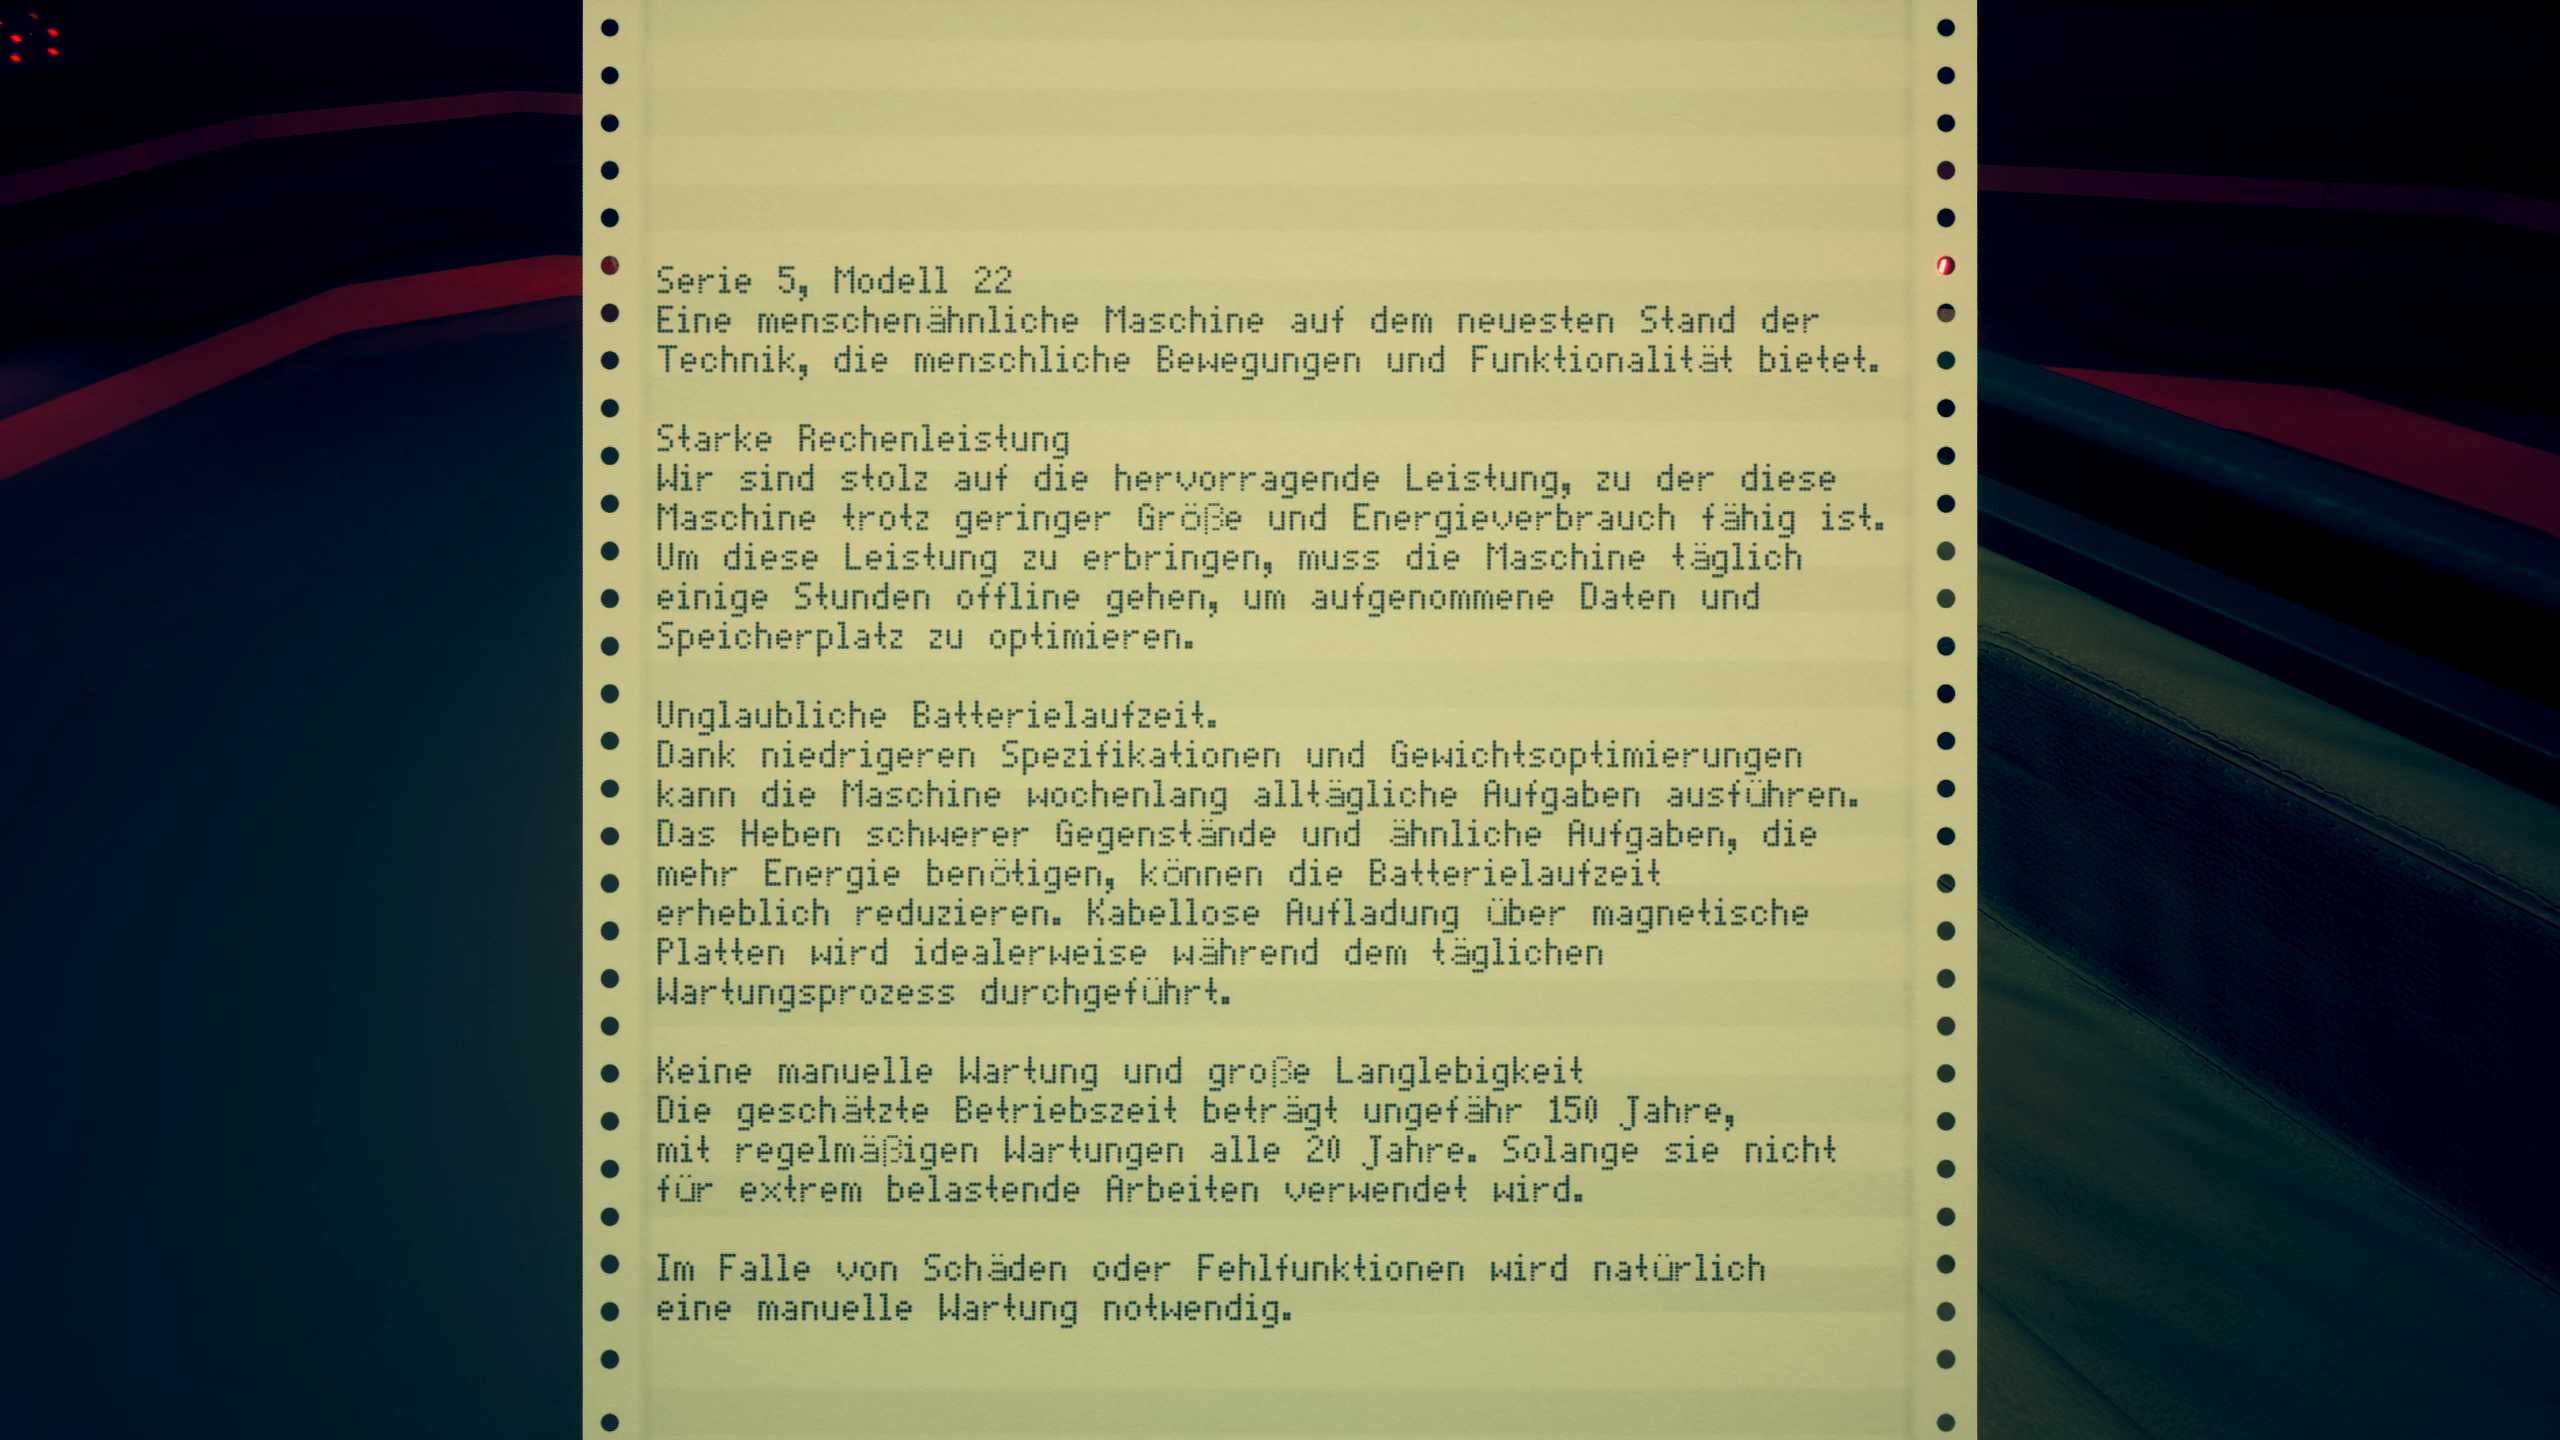 Serie 5, Modell 22
Eine menschenähnliche Maschine auf dem neuesten Stand der
Technik, die menschliche Bewegungen und Funktionalität bietet.
Starke Rechenleistung
Wir sind stolz auf die hervorragende Leistung, zu der diese
Maschine trotz geringer Größe und Energieverbrauch fähig ist.
Um diese Leistung zu erbringen, muss die Maschine täglich
einige Stunden offline gehen, um aufgenommene Daten und
Speicherplatz zu optimieren.
Unglaubliche Batterielaufzeit.
Dank niedrigeren Spezifikationen und Gewichtsoptimierungen
kann die Maschine wochenlang alltägliche Aufgaben ausführen.
Das Heben schwerer Gegenstände und ähnliche Aufgaben, die
mehr Energie benötigen, können die Batterielaufzeit
erheblich reduzieren. Kabellose Aufladung über magnetische
Platten wird idealerweise während dem täglichen
Wartungsprozess durchgeführt.
Keine manuelle Wartung und große Langlebigkeit
Die geschätzte Betriebszeit beträgt ungefähr 150 Jahre,
mit regelmäßigen Wartungen alle 20 Jahre. Solange sie nicht
für extrem belastende Arbeiten verwendet wird.
Im Falle von Schäden oder Fehlfunktionen wird natürlich
eine manuelle Wartung notwendig.